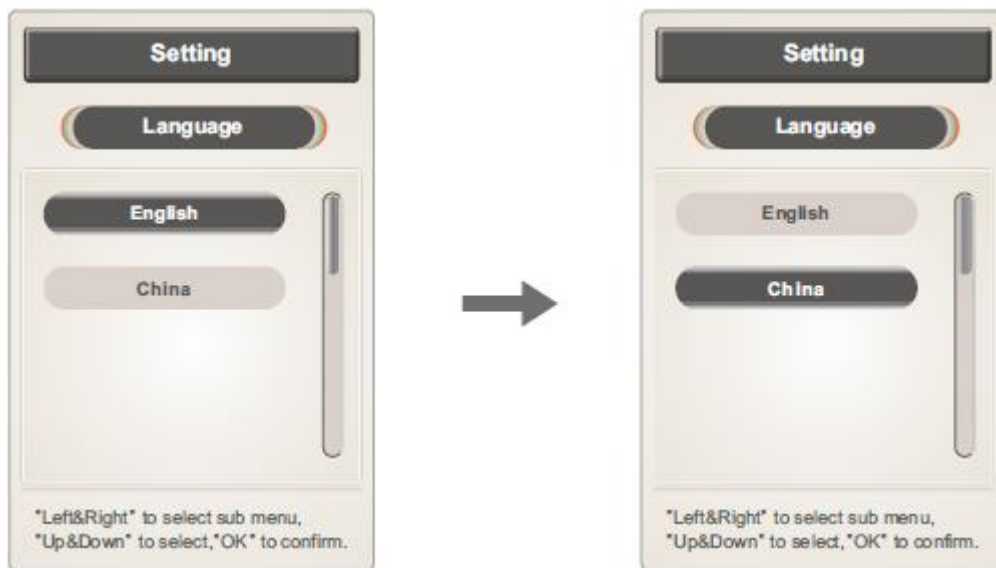 Setting
Language
English
China
"Left&Right" to select sub menu,
"Up&Down" to select,"OK" to confirm.
Setting
Language
English
China
"Left&Right" to select sub menu,
"Up&Down" to select,"OK" to confirm.